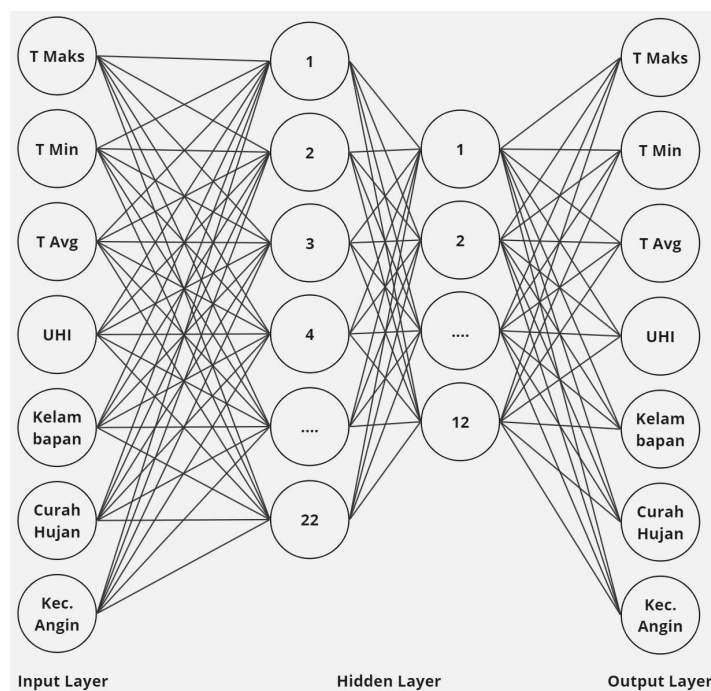 T Maks
T Min
T Avg
UHI
Kelam
bapan
Curah
Hujan
Kec.
Angin
Input Layer
1
2
3
4
....
22
1
2
....
12
Hidden Layer
T Maks
T Min
T Avg
UHI
Kelam
bapan
Curah
Hujan
Kec.
Angin
Output Layer